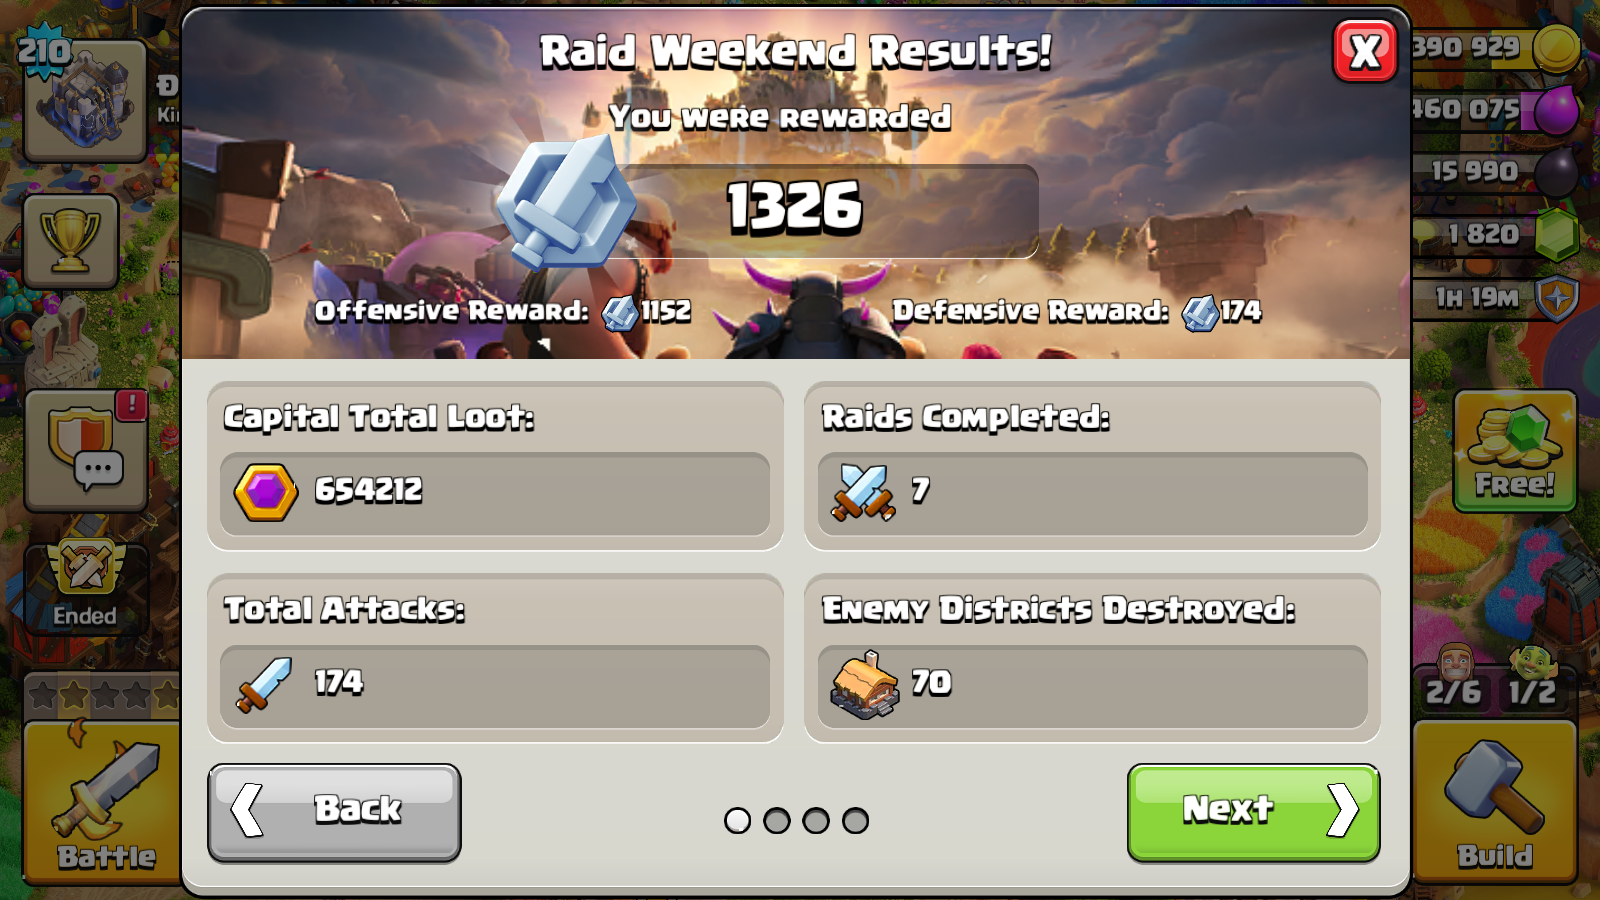 Raid Weekend Results!
X
You were rewarded
1326
Offensive Reward: 1152
Defensive Reward: 174
Capital Total Loot:
654212
Raids Completed:
7
Total Attacks:
174
Enemy Districts Destroyed:
70
Back
Next
210
!
Ended
Battle
390 929
460 075
15 990
1 820
1H 19M
Free!
2/6
1/2
Build